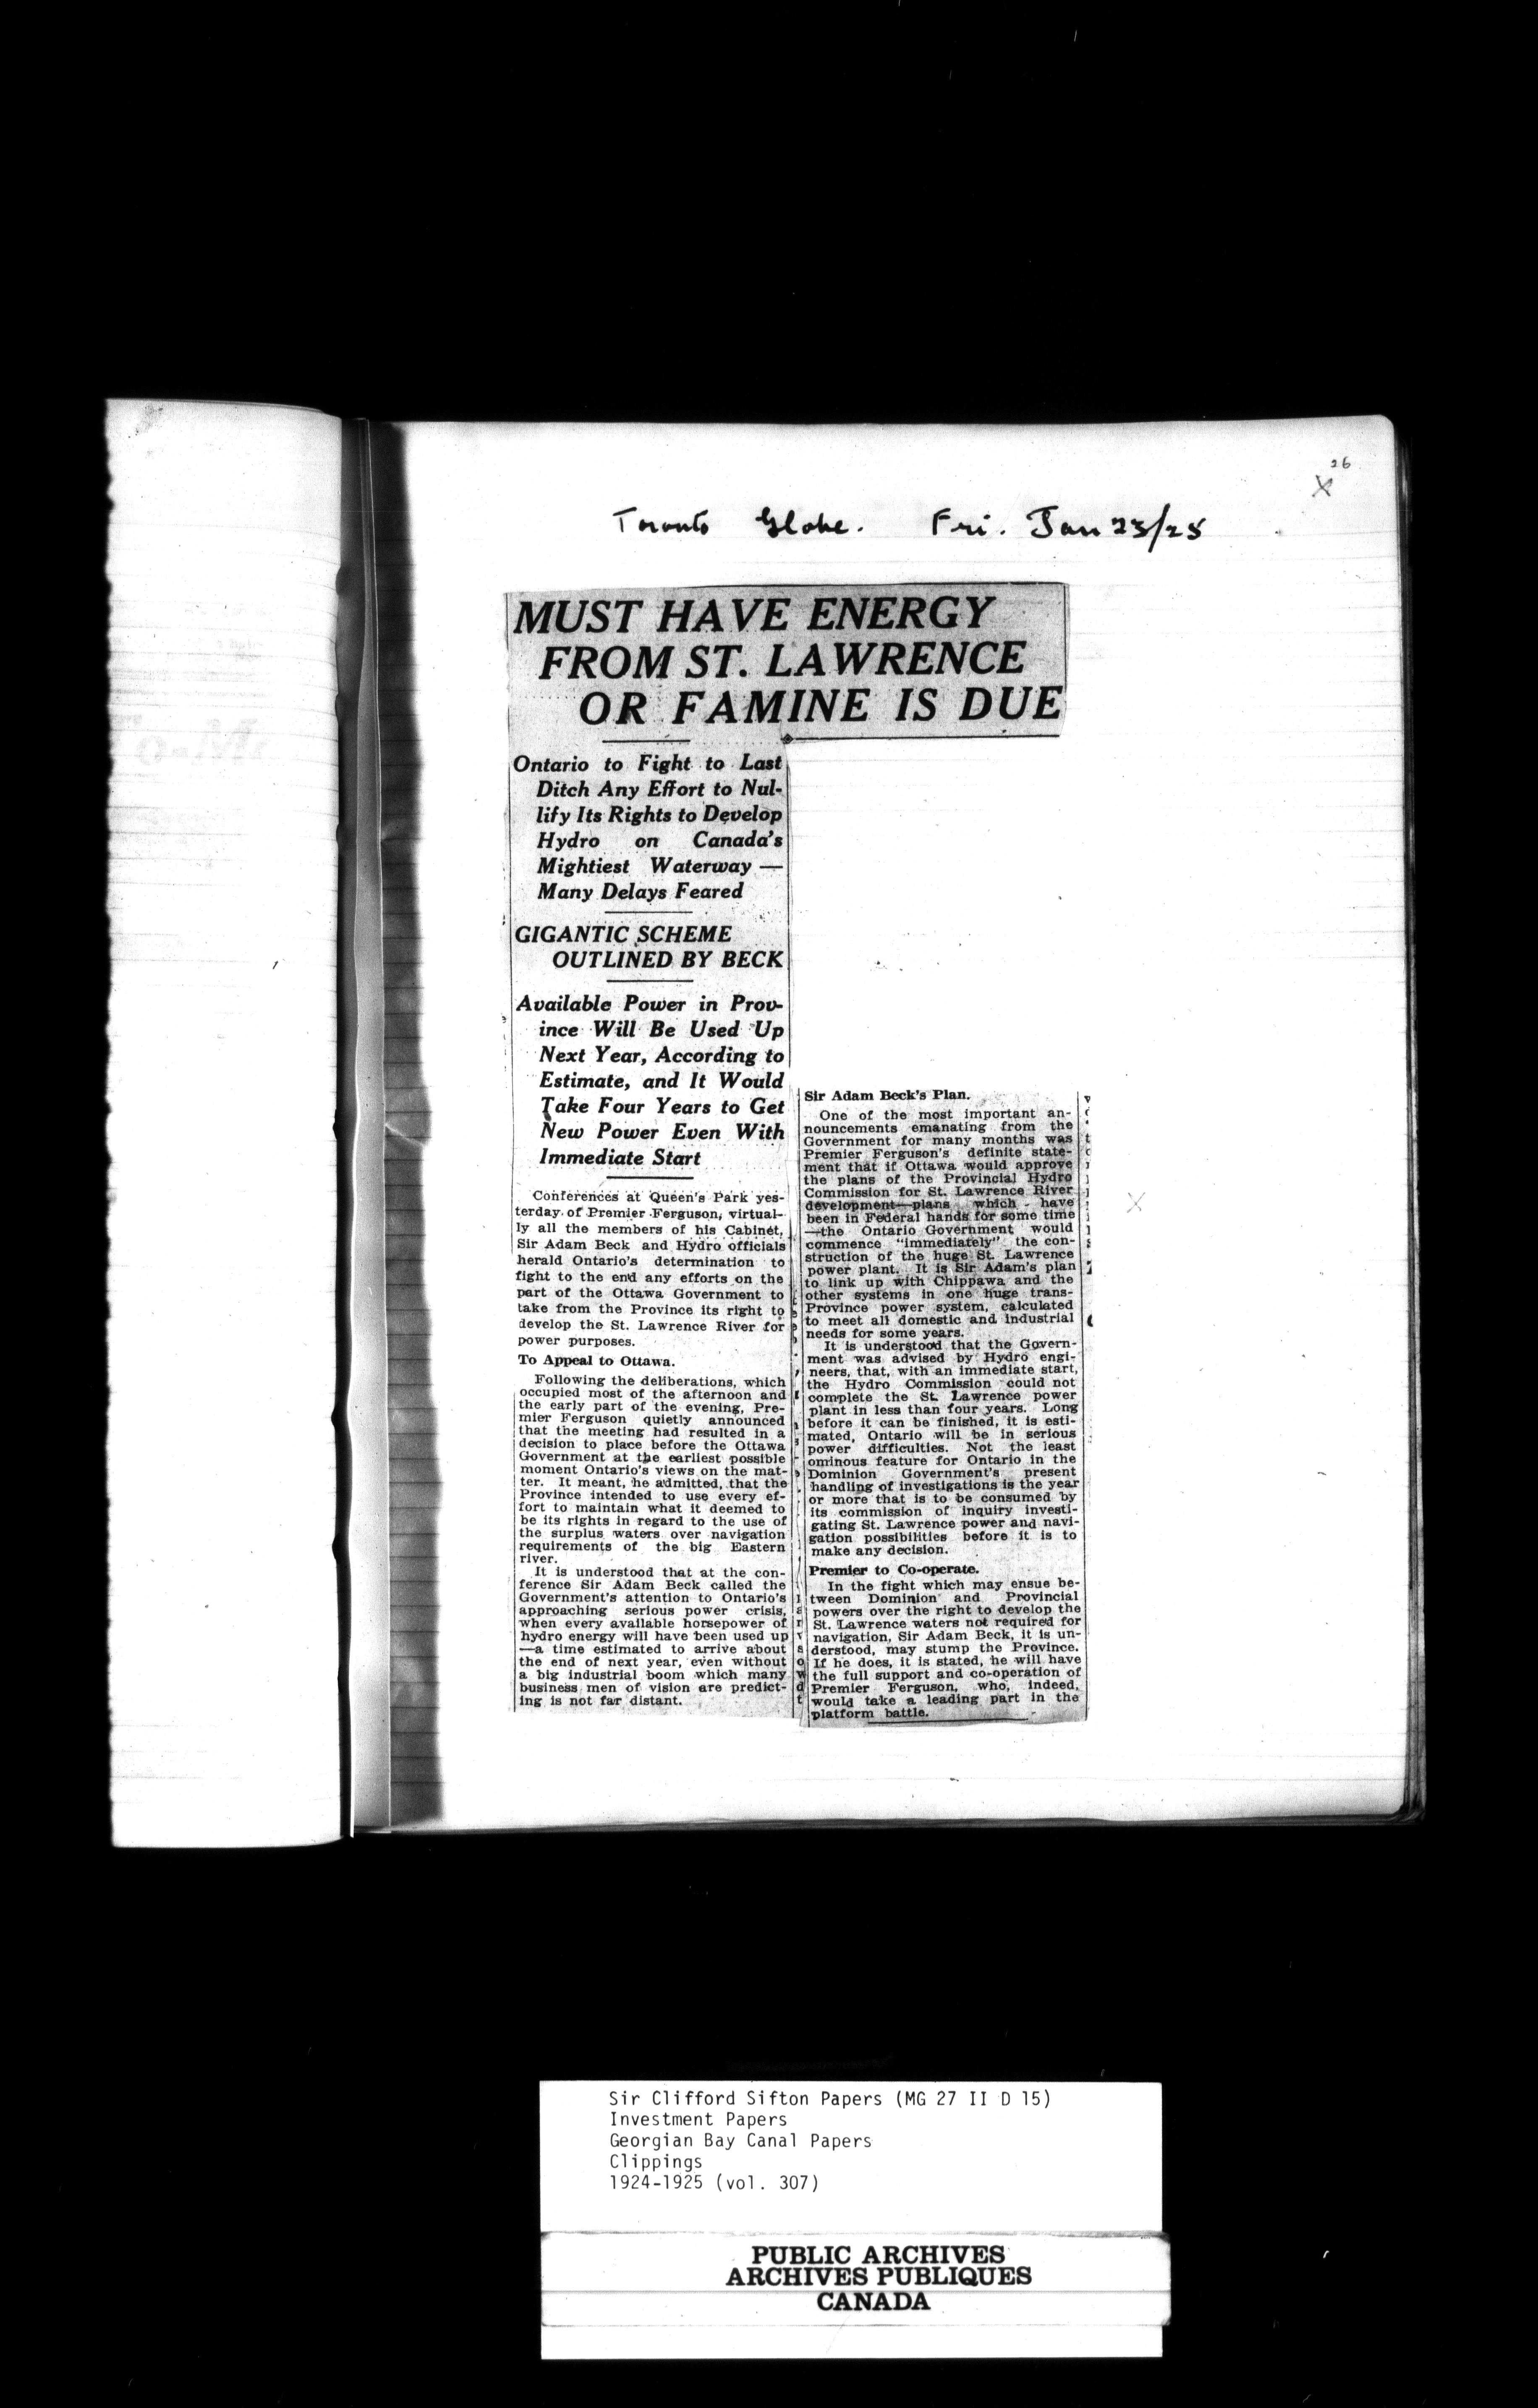 26
X
Toronto Globe. Fri. Jan 23/25
MUST HAVE ENERGY
FROM ST. LAWRENCE
OR FAMINE IS DUE
Ontario to Fight to Last
Ditch Any Effort to Nul-
lify Its Rights to Develop
Hydro on Canada's
Mightiest Waterway —
Many Delays Feared
GIGANTIC SCHEME
OUTLINED BY BECK
Available Power in Prov-
ince Will Be Used Up
Next Year, According to
Estimate, and It Would
Take Four Years to Get
New Power Even With
Immediate Start
Conferences at Queen's Park yes-
terday of Premier Ferguson, virtual-
ly all the members of his Cabinet,
Sir Adam Beck and Hydro officials
herald Ontario's determination to
fight to the end any efforts on the
part of the Ottawa Government to
take from the Province its right to
develop the St. Lawrence River for
power purposes.
To Appeal to Ottawa.
Following the deliberations, which
occupied most of the afternoon and
the early part of the evening, Pre-
mier Ferguson quietly announced
that the meeting had resulted in a
decision to place before the Ottawa
Government at the earliest possible
moment Ontario's views on the mat-
ter. It meant, he admitted, that the
Province intended to use every ef-
fort to maintain what it deemed to
be its rights in regard to the use of
the surplus waters over navigation
requirements of the big Eastern
river.
It is understood that at the con-
ference Sir Adam Beck called the
Government's attention to Ontario's
approaching serious power crisis,
when every available horsepower of
hydro energy will have been used up
—a time estimated to arrive about
the end of next year, even without
a big industrial boom which many
business men of vision are predict-
ing is not far distant.
Sir Adam Beck's Plan.
One of the most important an-
nouncements emanating from the
Government for many months was
Premier Ferguson's definite state-
ment that if Ottawa would approve
the plans of the Provincial Hydro
Commission for St. Lawrence River
development—plans which have
been in Federal hands for some time
—the Ontario Government would
commence "immediately" the con-
struction of the huge St. Lawrence
power plant. It is Sir Adam's plan
to link up with Chippawa and the
other systems in one huge trans-
Province power system, calculated
to meet all domestic and industrial
needs for some years.
It is understood that the Govern-
ment was advised by Hydro engi-
neers, that, with an immediate start,
the Hydro Commission could not
complete the St. Lawrence power
plant in less than four years. Long
before it can be finished, it is esti-
mated, Ontario will be in serious
power difficulties. Not the least
ominous feature for Ontario in the
Dominion Government's present
handling of investigations is the year
or more that is to be consumed by
its commission of inquiry investi-
gating St. Lawrence power and navi-
gation possibilities before it is to
make any decision.
Premier to Co-operate.
In the fight which may ensue be-
tween Dominion and Provincial
powers over the right to develop the
St. Lawrence waters not required for
navigation, Sir Adam Beck, it is un-
derstood, may stump the Province.
If he does, it is stated, he will have
the full support and co-operation of
Premier Ferguson, who, indeed,
would take a leading part in the
platform battle.
X
Sir Clifford Sifton Papers (MG 27 II D 15)
Investment Papers
Georgian Bay Canal Papers
Clippings
1924-1925 (vol. 307)
PUBLIC ARCHIVES
ARCHIVES PUBLIQUES
CANADA